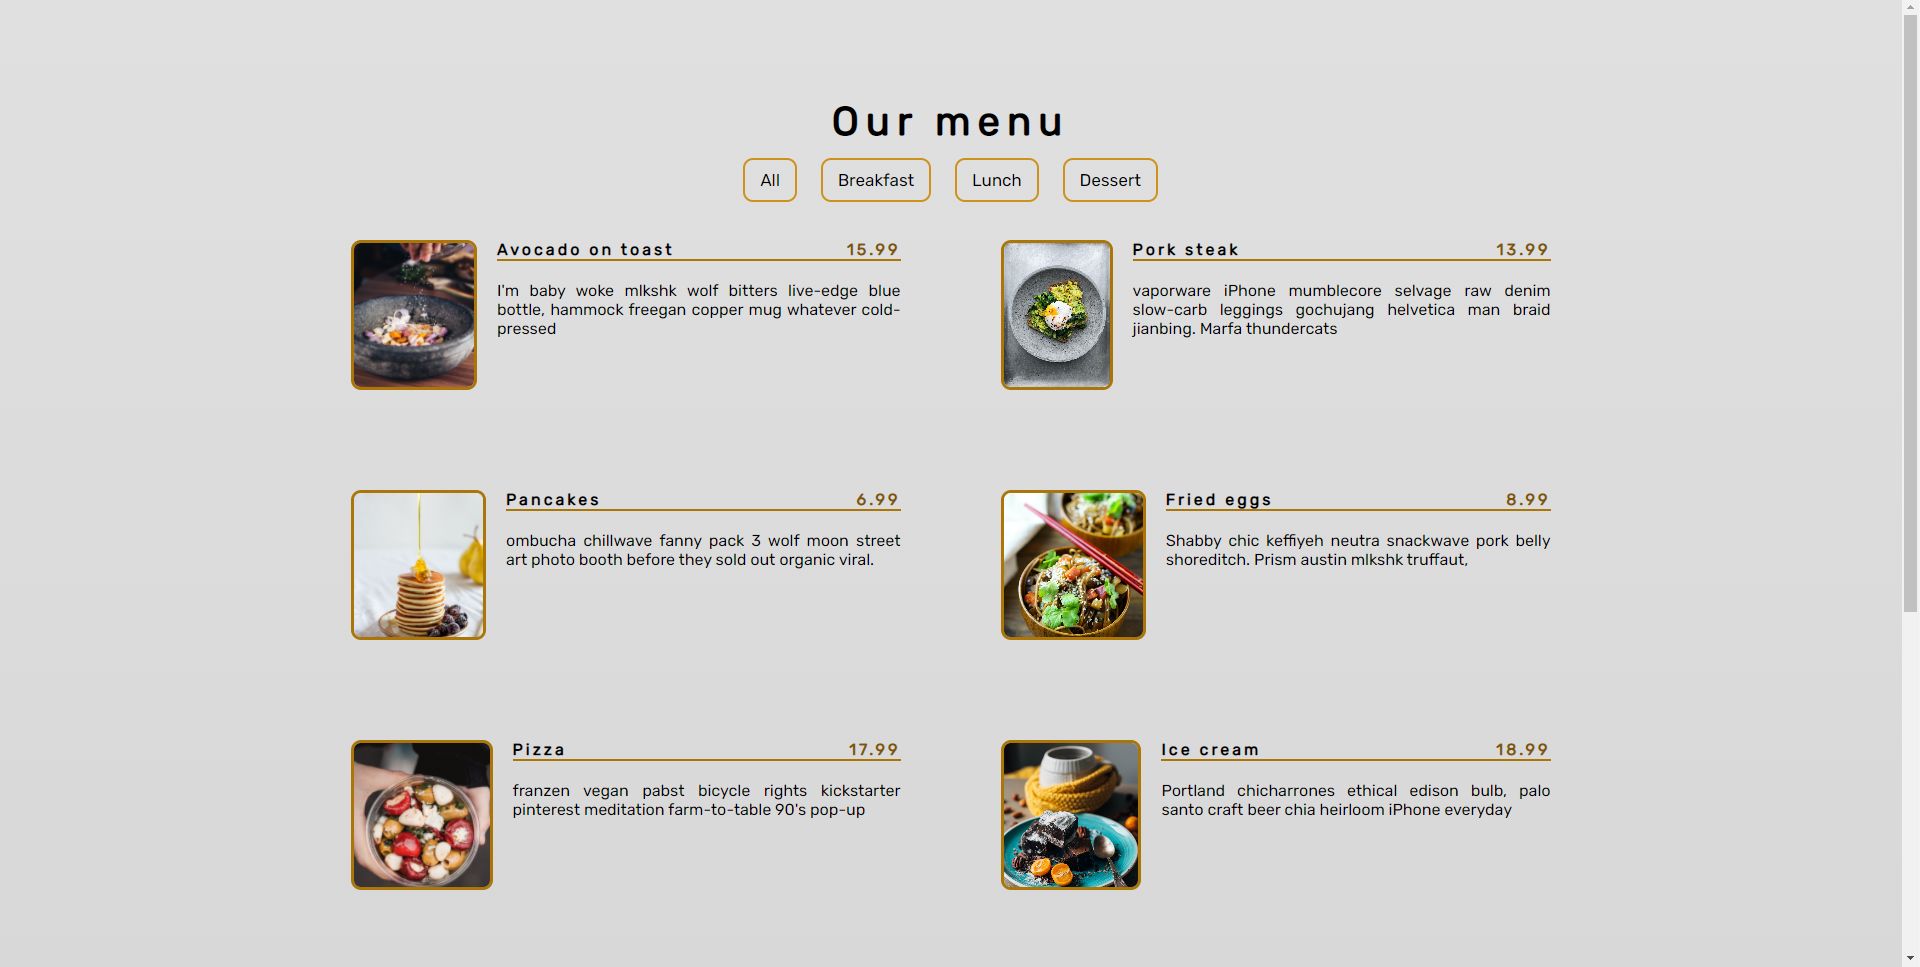 Our menu
All
Breakfast
Lunch
Dessert
Avocado on toast 15.99
I'm baby woke mlkshk wolf bitters live-edge blue
bottle, hammock freegan copper mug whatever cold-
pressed
Pork steak 13.99
vaporware iPhone mumblecore selvage raw denim
slow-carb leggings gochujang helvetica man braid
jianbing. Marfa thundercats
Pancakes 6.99
ombucha chillwave fanny pack 3 wolf moon street
art photo booth before they sold out organic viral.
Fried eggs 8.99
Shabby chic keffiyeh neutra snackwave pork belly
shoreditch. Prism austin mlkshk truffaut,
Pizza 17.99
franzen vegan pabst bicycle rights kickstarter
pinterest meditation farm-to-table 90's pop-up
Ice cream 18.99
Portland chicharrones ethical edison bulb, palo
santo craft beer chia heirloom iPhone everyday